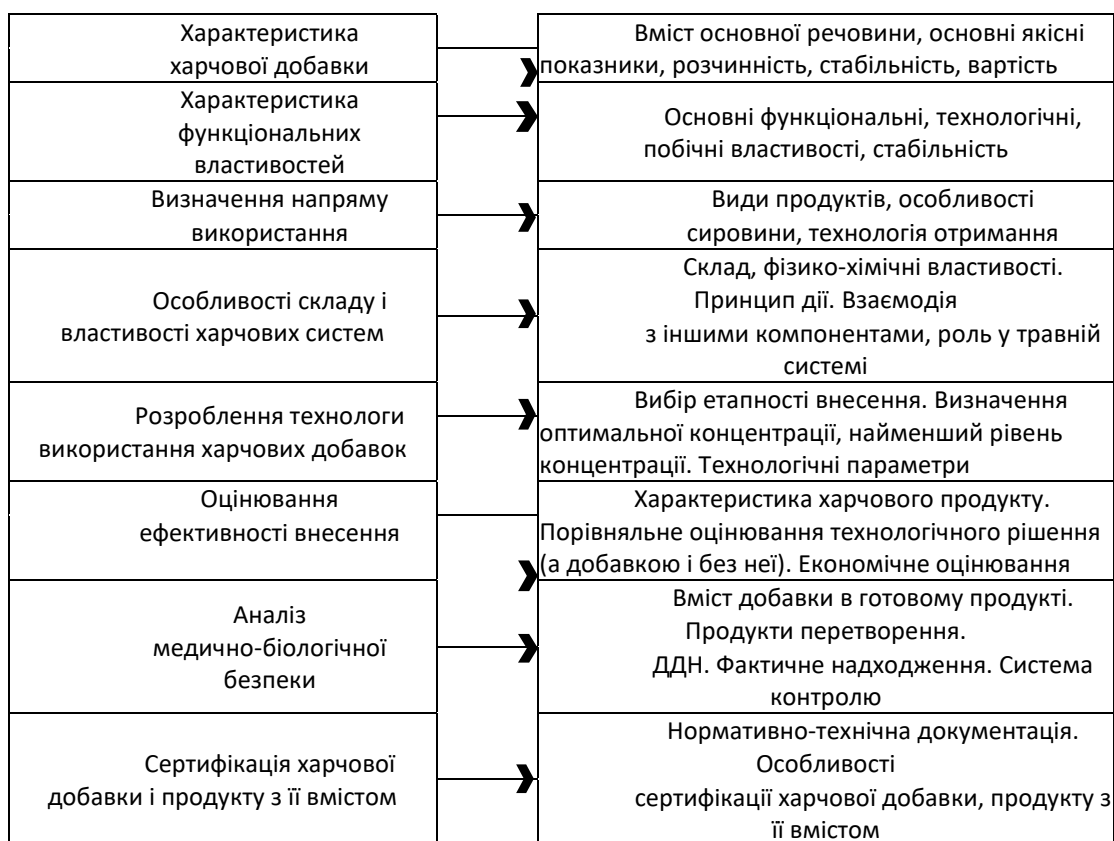 Характеристика
харчової добавки
Вміст основної речовини, основні якісні
показники, розчинність, стабільність, вартість
Характеристика
функціональних
властивостей
Основні функціональні, технологічні,
побічні властивості, стабільність
Визначення напряму
використання
Види продуктів, особливості
сировини, технологія отримання
Особливості складу і
властивості харчових систем
Склад, фізико-хімічні властивості.
Принцип дії. Взаємодія
з іншими компонентами, роль у травній
системі
Розроблення технологи
використання харчових добавок
Вибір етапності внесення. Визначення
оптимальної концентрації, найменший рівень
концентрації. Технологічні параметри
Оцінювання
ефективності внесення
Характеристика харчового продукту.
Порівняльне оцінювання технологічного рішення
(а добавкою і без неї). Економічне оцінювання
Аналіз
медично-біологічної
безпеки
Вміст добавки в готовому продукті.
Продукти перетворення.
ДДН. Фактичне надходження. Система
контролю
Сертифікація харчової
добавки і продукту з її вмістом
Нормативно-технічна документація.
Особливості
сертифікації харчової добавки, продукту з
її вмістом